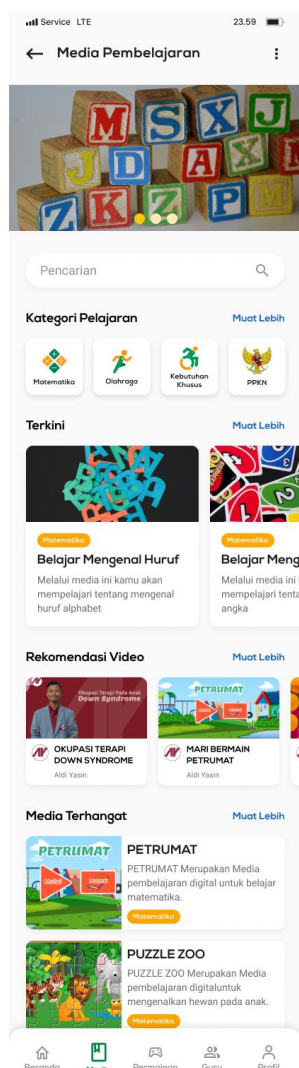 Service LTE
23.59
Media Pembelajaran
M S X J
J D A X
Z K Z P M
Pencarian
Kategori Pelajaran
Muat Lebih
Matematika
Olahraga
Kebutuhan
Khusus
PPKN
Terkini
Muat Lebih
Matematika
Belajar Mengenal Huruf
Melalui media ini kamu akan
mempelajari tentang mengenal
huruf alphabet
Matematika
Belajar Meng
Melalui media ini
mempelajari tenta
angka
Rekomendasi Video
Muat Lebih
Okupasi Terapi Pada Anak
Down Syndrome
OKUPASI TERAPI
DOWN SYNDROME
Aldi Yasin
PETRUMAT
MARI BERMAIN
PETRUMAT
Aldi Yasin
Media Terhangat
Muat Lebih
PETRUMAT
Mulai
Materi
PETRUMAT
PETRUMAT Merupakan Media
pembelajaran digital untuk belajar
matematika.
Matematika
PUZZLE ZOO
PUZZLE ZOO Merupakan Media
pembelajaran digitaluntuk
mengenalkan hewan pada anak.
Matematika
Beranda
Permainan
Guru
Profil